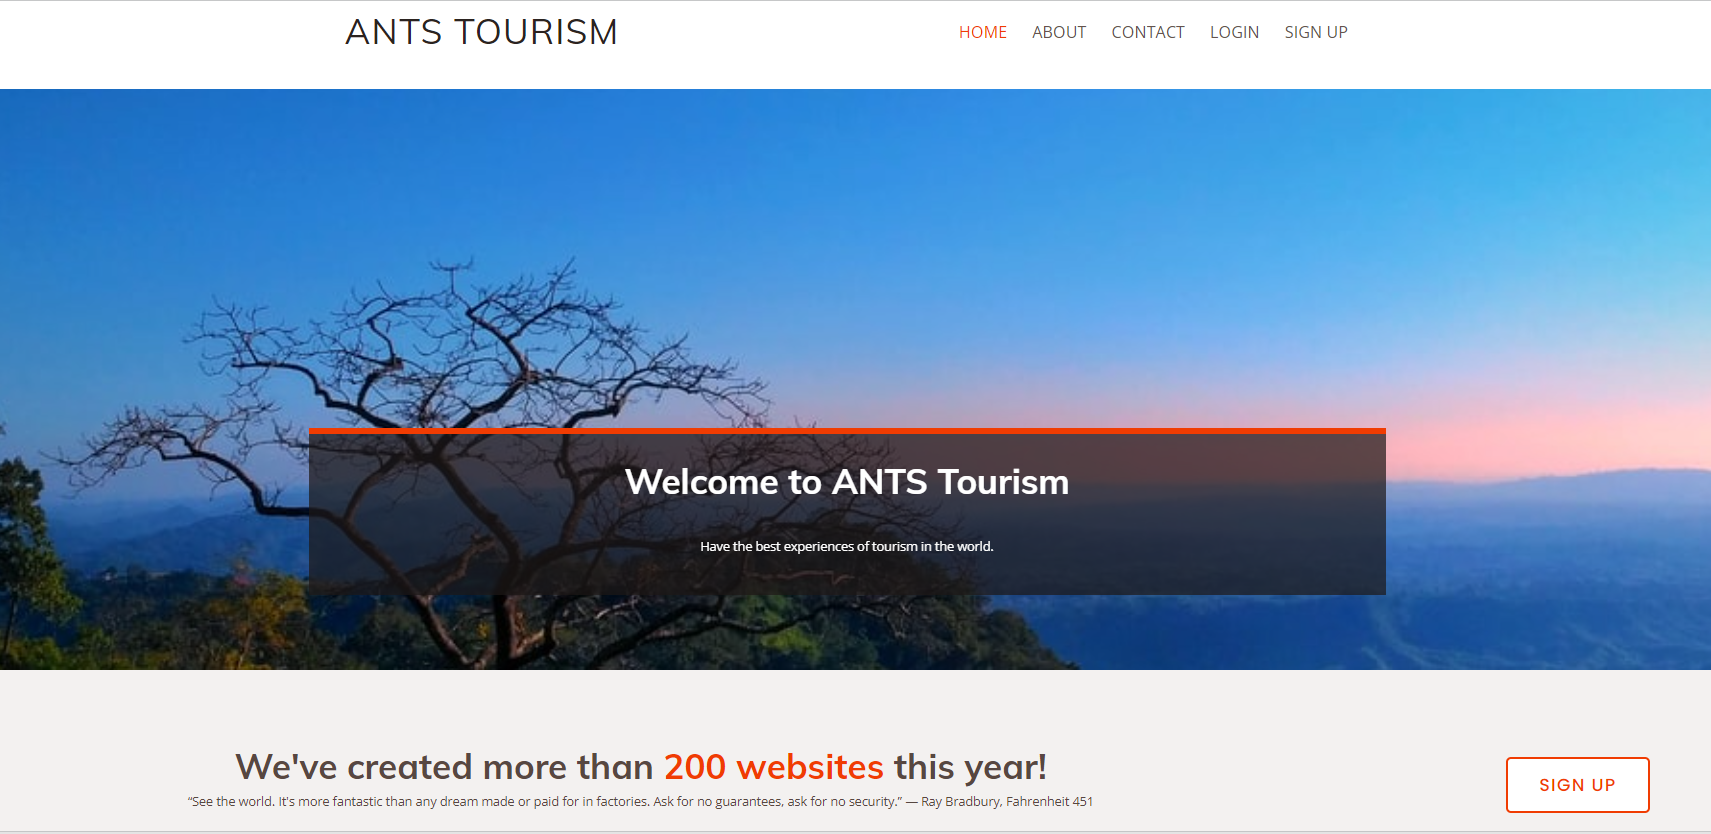 ANTS TOURISM
HOME ABOUT CONTACT LOGIN SIGN UP
Welcome to ANTS Tourism
Have the best experiences of tourism in the world.
We've created more than 200 websites this year!
“See the world. It's more fantastic than any dream made or paid for in factories. Ask for no guarantees, ask for no security.” — Ray Bradbury, Fahrenheit 451
SIGN UP